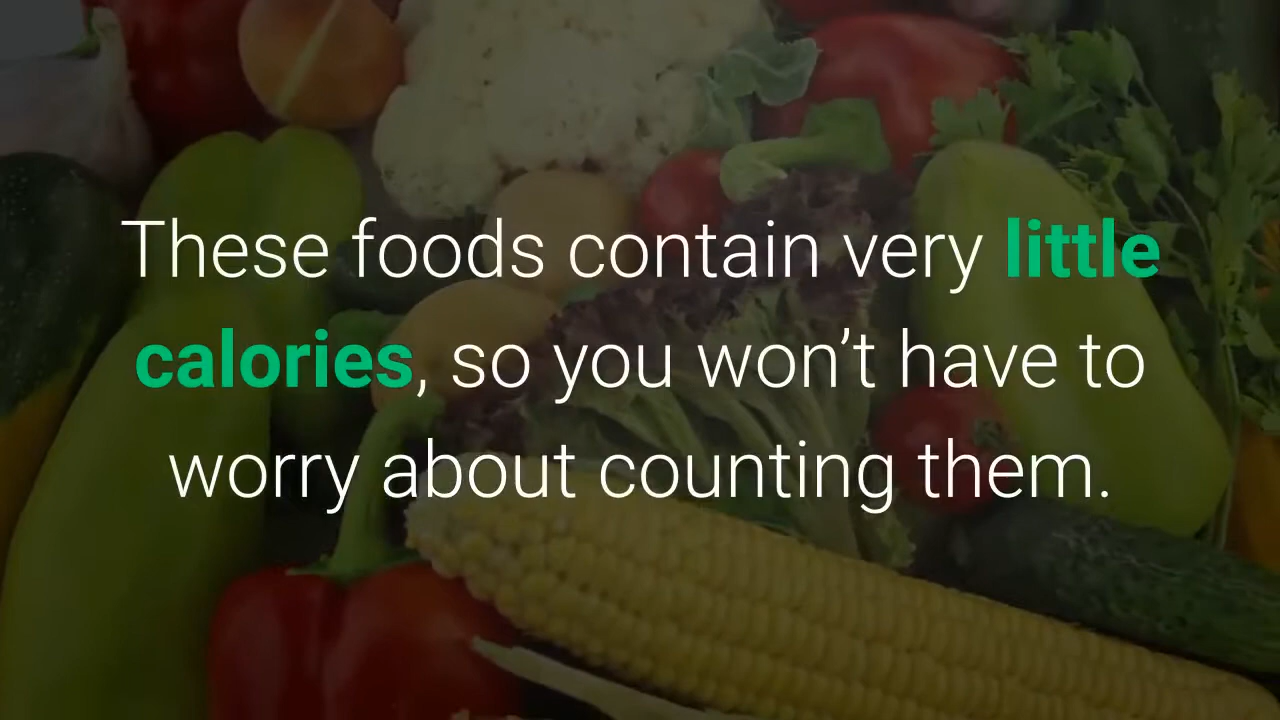 These foods contain very little
calories, so you won’t have to
worry about counting them.